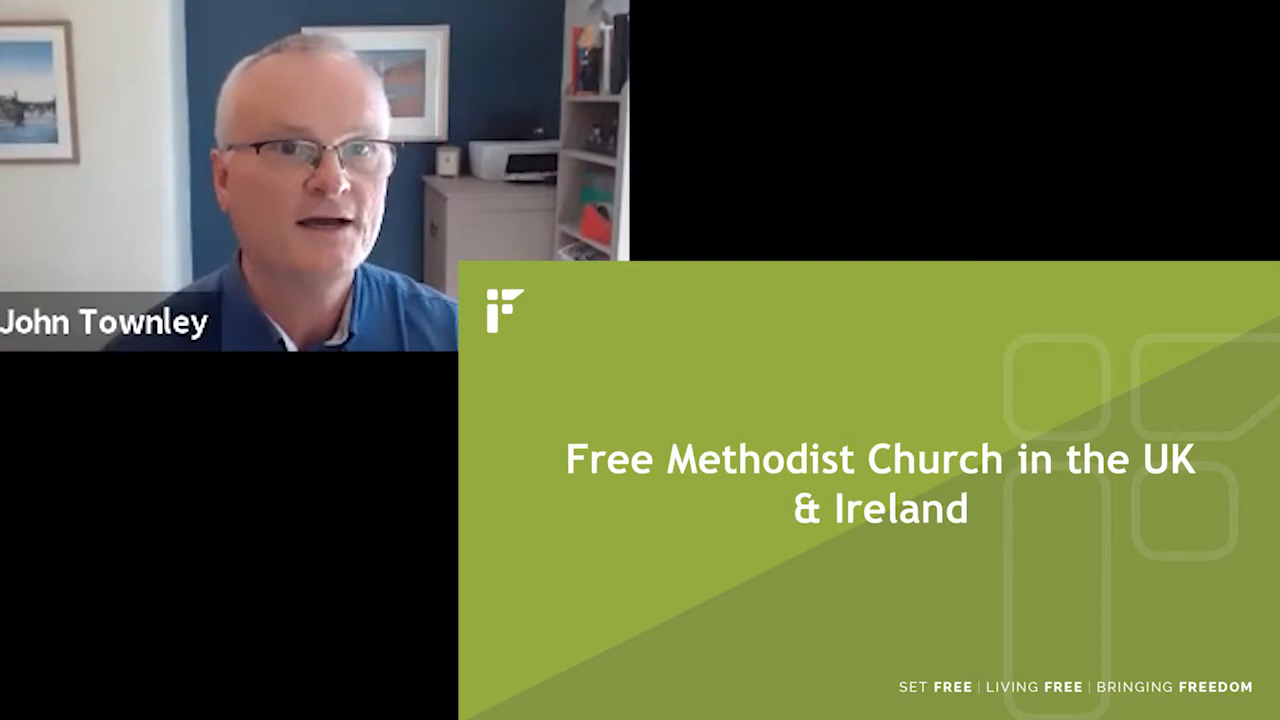 John Townley
Free Methodist Church in the UK
& Ireland
SET FREE | LIVING FREE | BRINGING FREEDOM